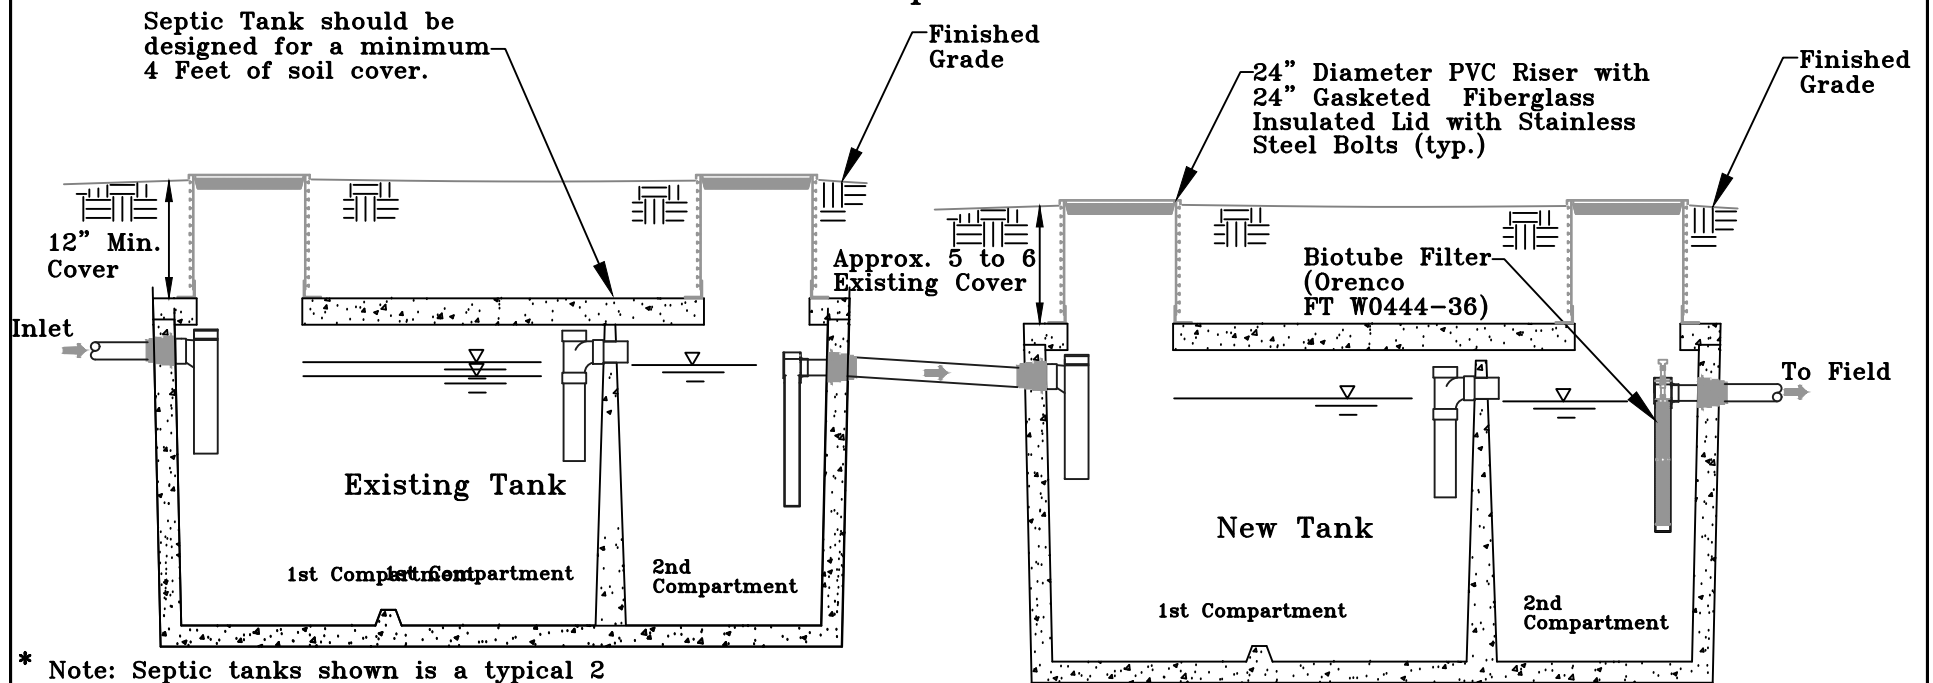 Septic Tank should be
designed for a minimum
4 Feet of soil cover.
Finished
Grade
24" Diameter PVC Riser with
24" Gasketed Fiberglass
Insulated Lid with Stainless
Steel Bolts (typ.)
Finished
Grade
12" Min.
Cover
Approx. 5 to 6
Existing Cover
Biotube Filter
(Orenco
FT W0444-36)
Inlet
To Field
Existing Tank
New Tank
1st Compartment
1st Compartment
2nd
Compartment
1st Compartment
2nd
Compartment
* Note: Septic tanks shown is a typical 2